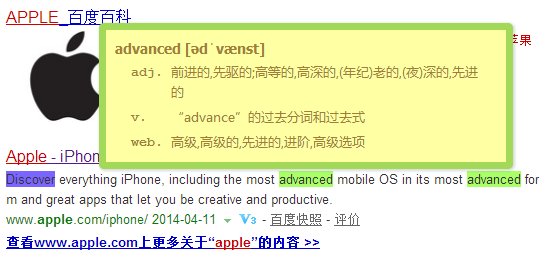 APPLE_百度百科
苹果
advanced [ədˈvænst]
adj. 前进的,先驱的;高等的,高深的,(年纪)老的,(夜)深的,先进
的
v. “advance”的过去分词和过去式
web. 高级,高级的,先进的,进阶,高级选项
Apple - iPhon
Discover everything iPhone, including the most advanced mobile OS in its most advanced for
m and great apps that let you be creative and productive.
www.apple.com/iphone/ 2014-04-11 V3 - 百度快照 - 评价
查看www.apple.com上更多关于“apple”的内容 >>